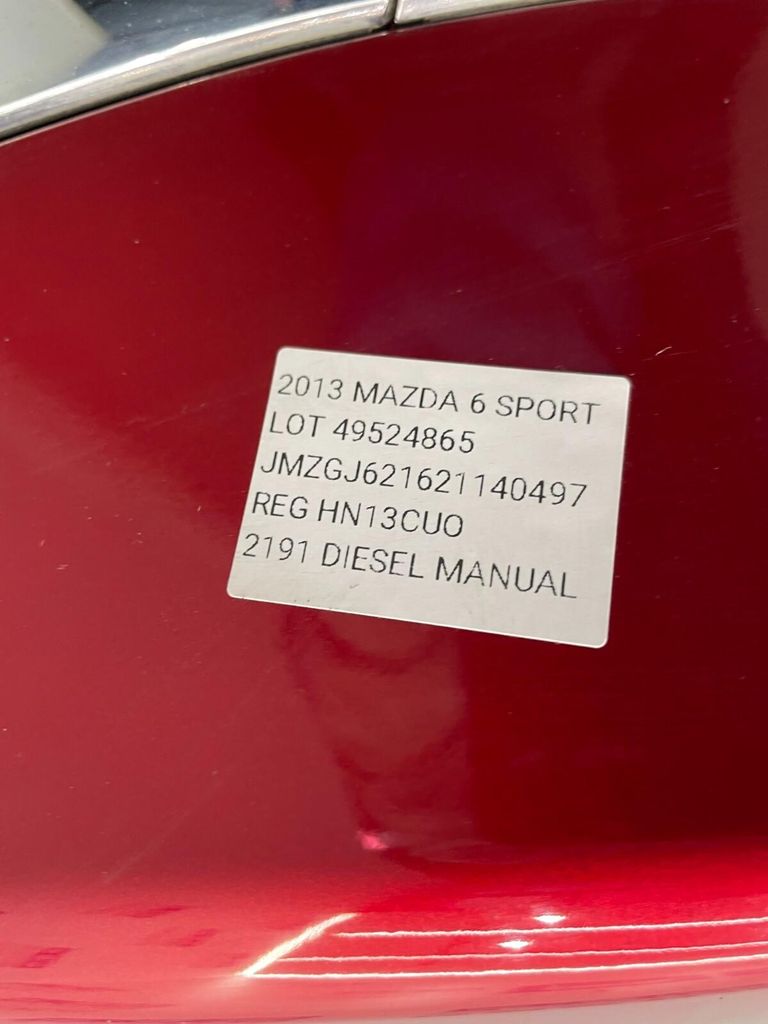 2013 MAZDA 6 SPORT
LOT 49524865
JMZGJ621621140497
REG HN13CUO
2191 DIESEL MANUAL